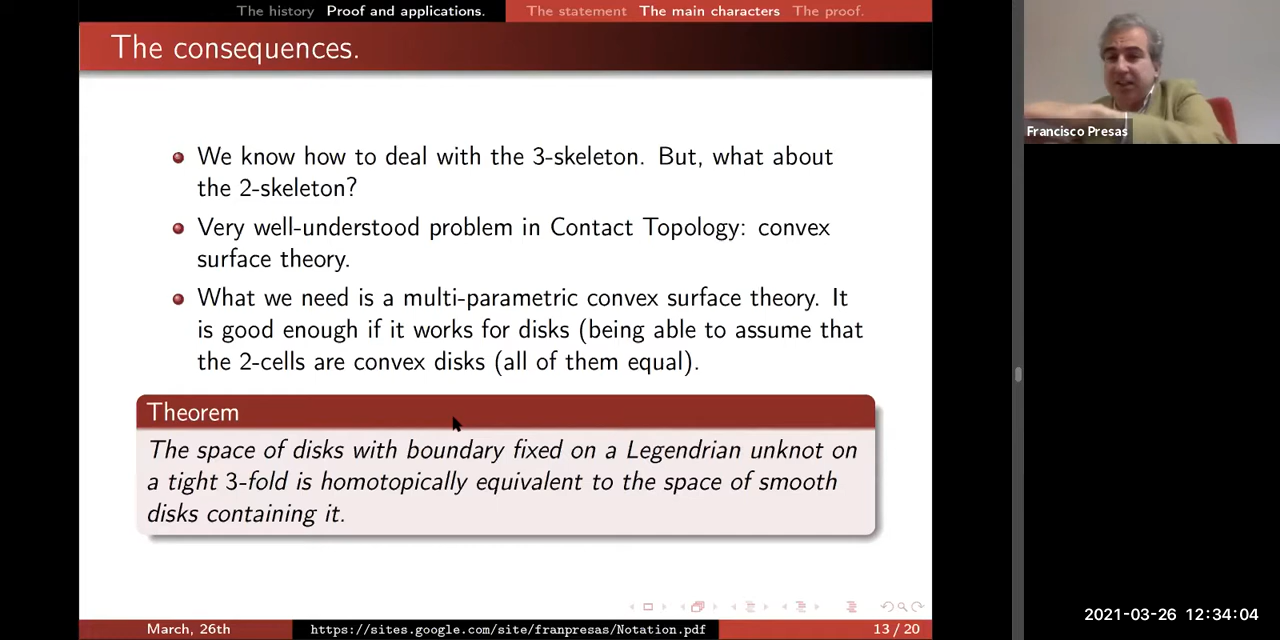 The history Proof and applications. The statement The main characters The proof.
The consequences.
We know how to deal with the 3-skeleton. But, what about
the 2-skeleton?
Very well-understood problem in Contact Topology: convex
surface theory.
What we need is a multi-parametric convex surface theory. It
is good enough if it works for disks (being able to assume that
the 2-cells are convex disks (all of them equal).
Theorem
The space of disks with boundary fixed on a Legendrian unknot on
a tight 3-fold is homotopically equivalent to the space of smooth
disks containing it.
March, 26th https://sites.google.com/site/franpresas/Notation.pdf 13 / 20
Francisco Presas
2021-03-26 12:34:04